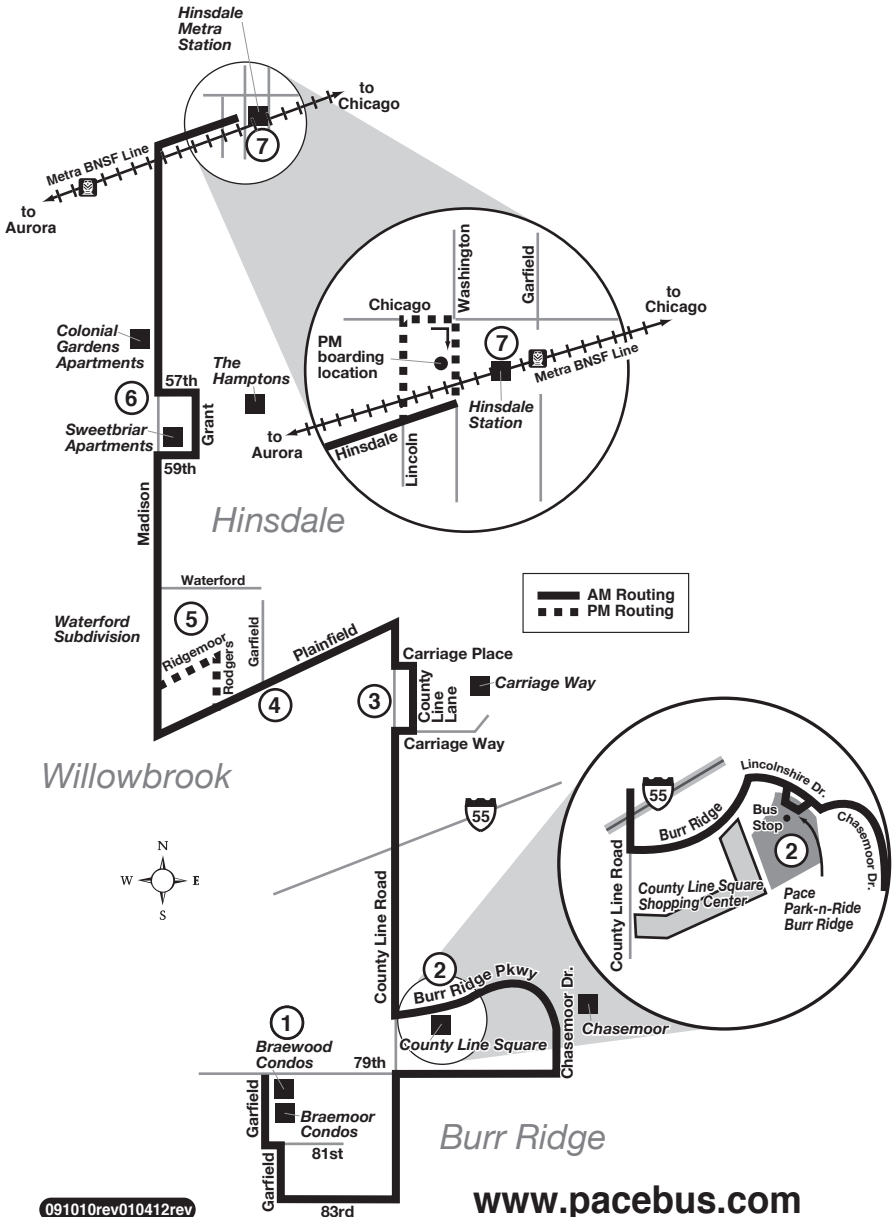 Hinsdale
Metra
Station
to
Chicago
7
Metra BNSF Line
to
Aurora
Washington
Garfield
to
Chicago
Chicago
PM
boarding
location
7
Metra BNSF Line
Hinsdale
Station
to
Aurora
Hinsdale
Lincoln
Colonial
Gardens
Apartments
The
Hamptons
57th
6
Grant
Sweetbriar
Apartments
59th
Madison
Hinsdale
AM Routing
PM Routing
Waterford
Waterford
Subdivision
5
Ridgemoor
Rodgers
Garfield
Plainfield
4
Carriage Place
3
County
Line
Lane
Carriage Way
Carriage Way
Willowbrook
55
N
W
E
S
County Line Road
55
Lincolnshire Dr.
Burr Ridge
Bus
Stop
2
Chasemoor Dr.
County Line Road
County Line Square
Shopping Center
Pace
Park-n-Ride
Burr Ridge
2
Burr Ridge Pkwy
County Line Square
Chasemoor Dr.
Chasemoor
1
Braewood
Condos
79th
Garfield
Braemoor
Condos
81st
Garfield
83rd
Burr Ridge
091010rev010412rev
www.pacebus.com